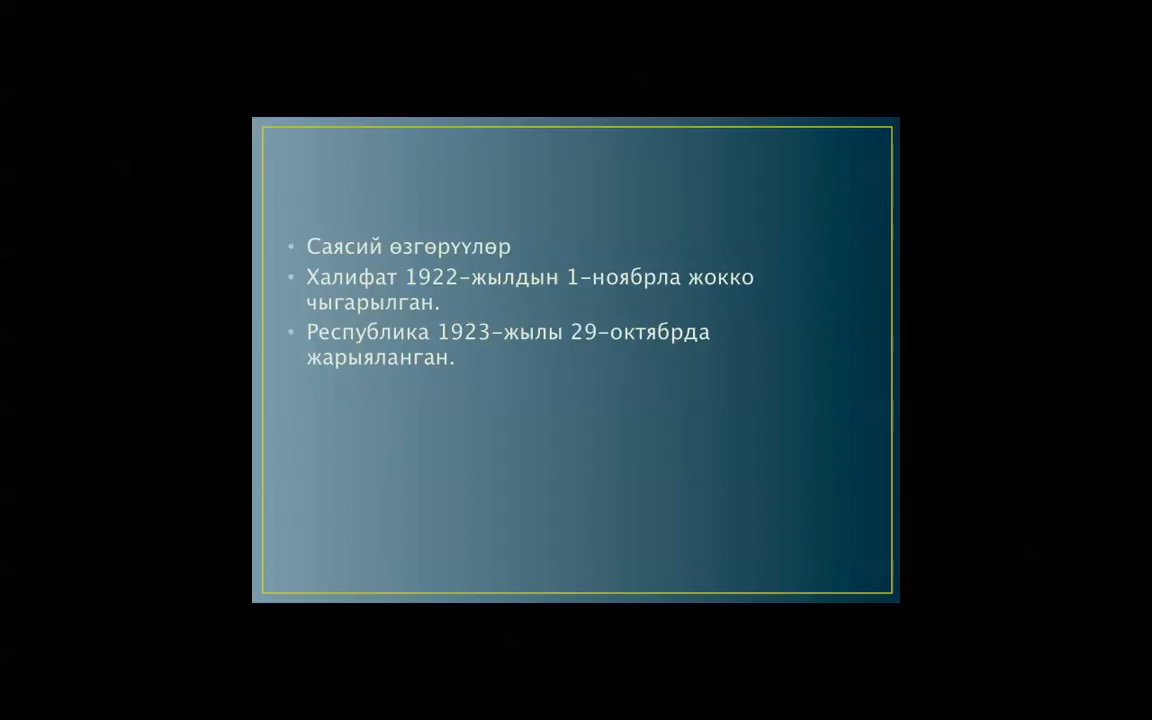 • Саясий өзгөрүүлөр
• Халифат 1922-жылдын 1-ноябрла жокко
чыгарылган.
• Республика 1923-жылы 29-октябрда
жарыяланган.